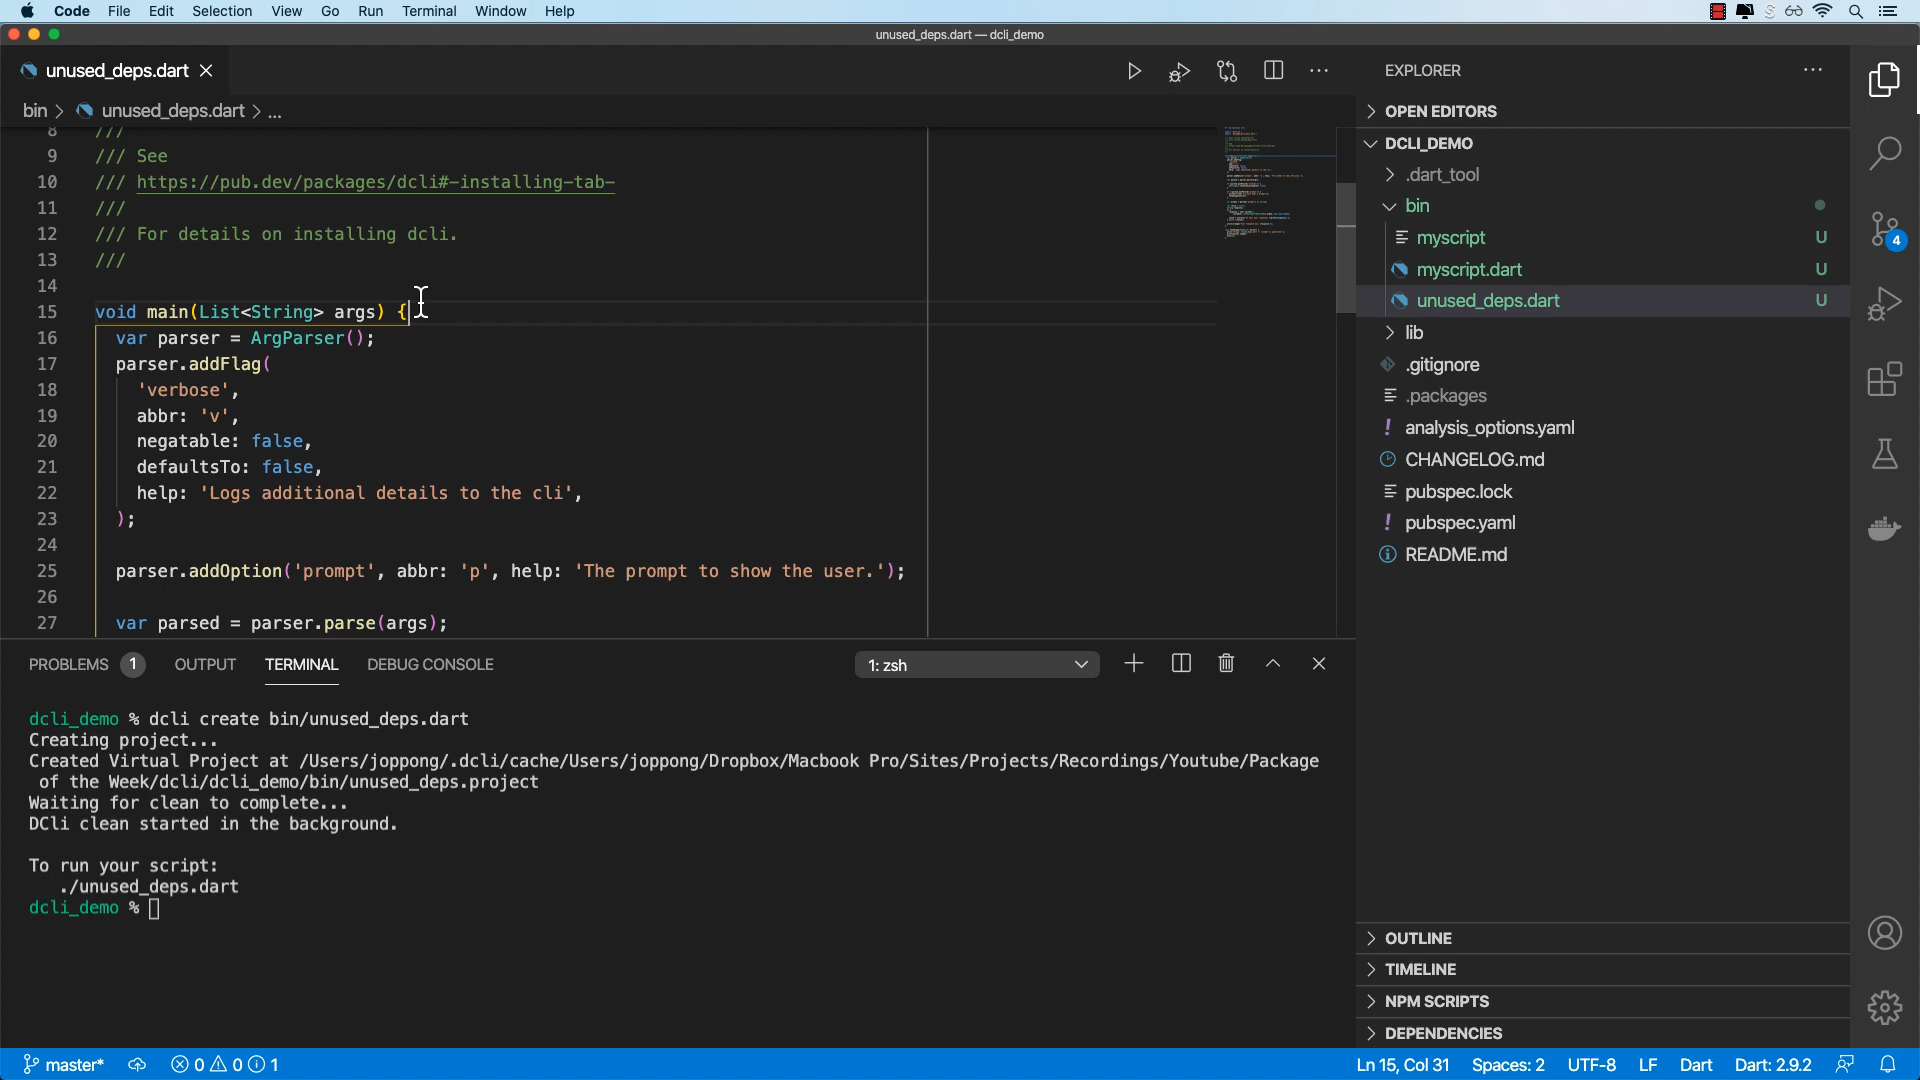 Code File Edit Selection View Go Run Terminal Window Help
unused_deps.dart — dcli_demo
unused_deps.dart
bin > unused_deps.dart > ...
8 ///
9 /// See
10 /// https://pub.dev/packages/dcli#-installing-tab-
11 ///
12 /// For details on installing dcli.
13 ///
14
15 void main(List<String> args) {
16 var parser = ArgParser();
17 parser.addFlag(
18 'verbose',
19 abbr: 'v',
20 negatable: false,
21 defaultsTo: false,
22 help: 'Logs additional details to the cli',
23 );
24
25 parser.addOption('prompt', abbr: 'p', help: 'The prompt to show the user.');
26
27 var parsed = parser.parse(args);
PROBLEMS 1 OUTPUT TERMINAL DEBUG CONSOLE 1: zsh
dcli_demo % dcli create bin/unused_deps.dart
Creating project...
Created Virtual Project at /Users/joppong/.dcli/cache/Users/joppong/Dropbox/Macbook Pro/Sites/Projects/Recordings/Youtube/Package
of the Week/dcli/dcli_demo/bin/unused_deps.project
Waiting for clean to complete...
DCli clean started in the background.
To run your script:
./unused_deps.dart
dcli_demo %
EXPLORER
OPEN EDITORS
DCLI_DEMO
.dart_tool
bin
myscript U
myscript.dart U
unused_deps.dart U
lib
.gitignore
.packages
analysis_options.yaml
CHANGELOG.md
pubspec.lock
pubspec.yaml
README.md
OUTLINE
TIMELINE
NPM SCRIPTS
DEPENDENCIES
4
master* 0 0 1 Ln 15, Col 31 Spaces: 2 UTF-8 LF Dart Dart: 2.9.2